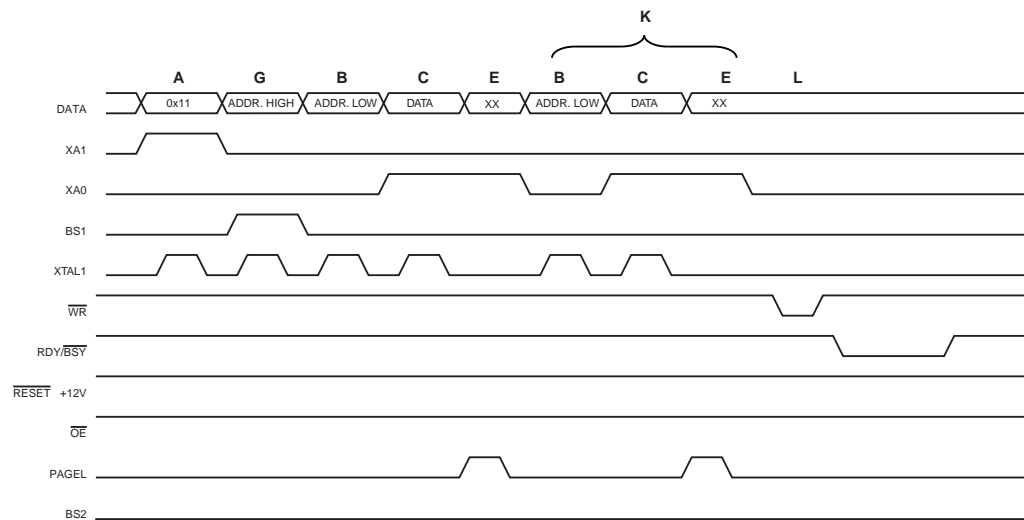 K
A G B C E B C E L
DATA 0x11 ADDR. HIGH ADDR. LOW DATA XX ADDR. LOW DATA XX
XA1
XA0
BS1
XTAL1
WR
RDY/BSY
RESET +12V
OE
PAGEL
BS2